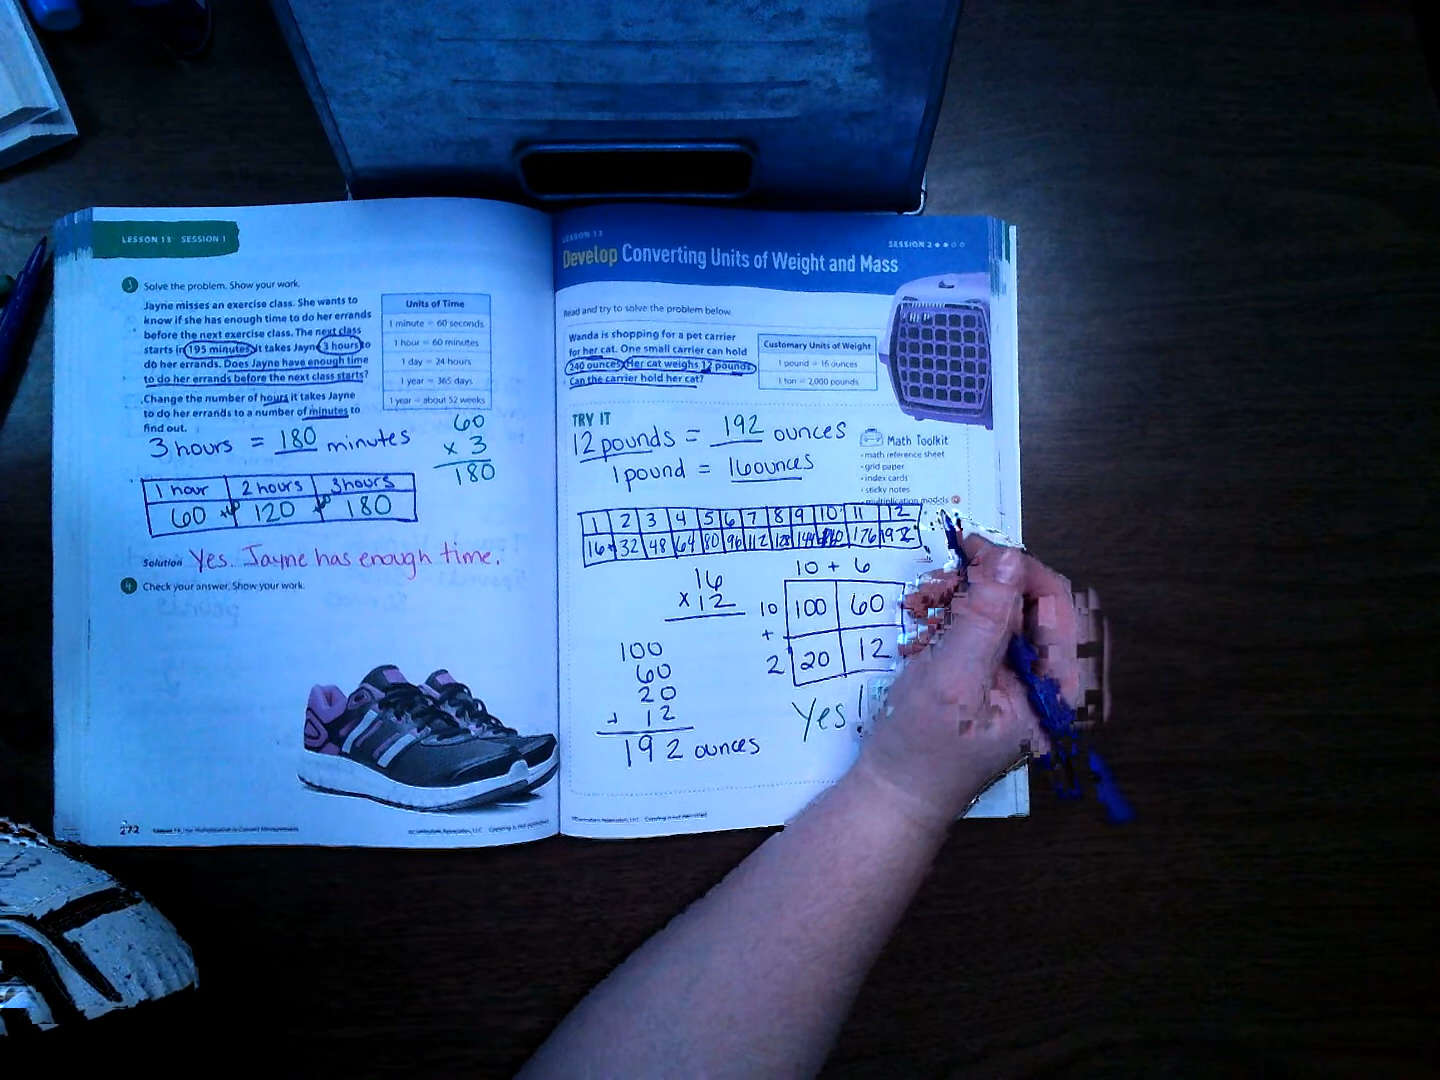 LESSON 13 SESSION 1
3 Solve the problem. Show your work.
Jayne misses an exercise class. She wants to
know if she has enough time to do her errands
before the next exercise class. The next class
starts in 195 minutes. It takes Jayne 3 hours to
do her errands. Does Jayne have enough time
to do her errands before the next class starts?
Change the number of hours it takes Jayne
to do her errands to a number of minutes to
find out.
Units of Time
1 minute = 60 seconds
1 hour = 60 minutes
1 day = 24 hours
1 year = 365 days
1 year = about 52 weeks
3 hours = 180 minutes
60
x 3
180
1 hour 2 hours 3 hours
60 120 180
Solution Yes. Jayne has enough time.
4 Check your answer. Show your work.
272
LESSON 13
SESSION 2
Develop Converting Units of Weight and Mass
Read and try to solve the problem below.
Wanda is shopping for a pet carrier
for her cat. One small carrier can hold
240 ounces. Her cat weighs 12 pounds.
Can the carrier hold her cat?
Customary Units of Weight
1 pound = 16 ounces
1 ton = 2,000 pounds
TRY IT
12 pounds = 192 ounces
1 pound = 16 ounces
Math Toolkit
• math reference sheet
• grid paper
• index cards
• sticky notes
• multiplication models
1 2 3 4 5 6 7 8 9 10 11 12
16+ 32 48 64 80 96 112 128 144 176 192
16
x 12
10 + 6
10 100 60
+
2 20 12
100
60
20
+ 12
192 ounces
Yes!